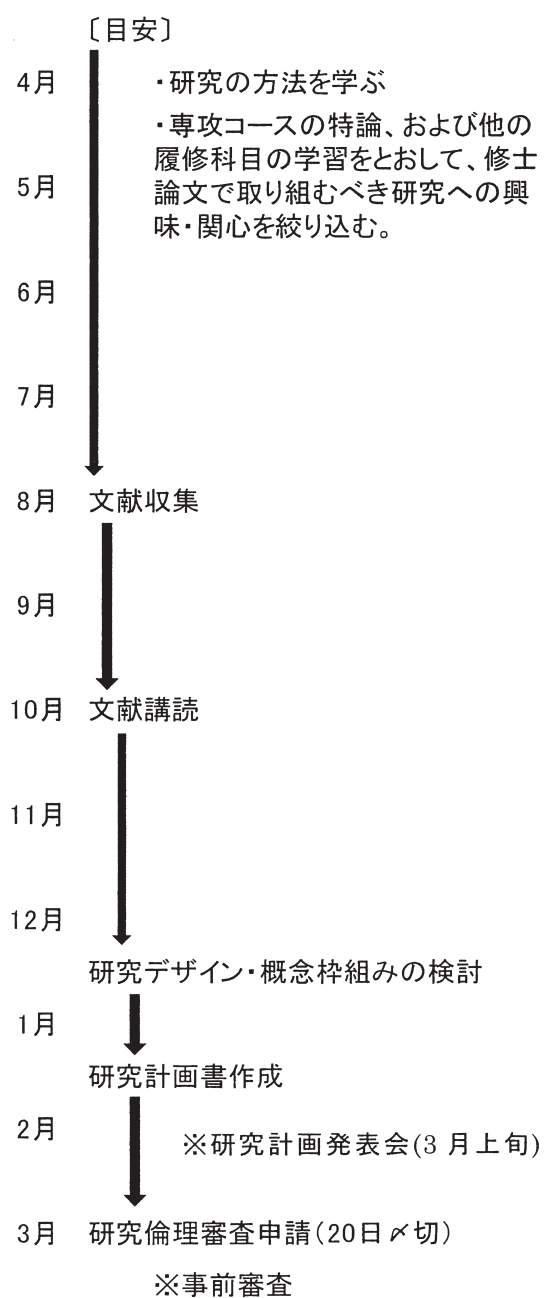 〔目安〕
4月
・研究の方法を学ぶ
・専攻コースの特論、および他の
履修科目の学習をとおして、修士
論文で取り組むべき研究への興
味・関心を絞り込む。
5月
6月
7月
8月 文献収集
9月
10月 文献講読
11月
12月
研究デザイン・概念枠組みの検討
1月
研究計画書作成
2月
※研究計画発表会(3月上旬)
3月 研究倫理審査申請(20日〆切)
※事前審査